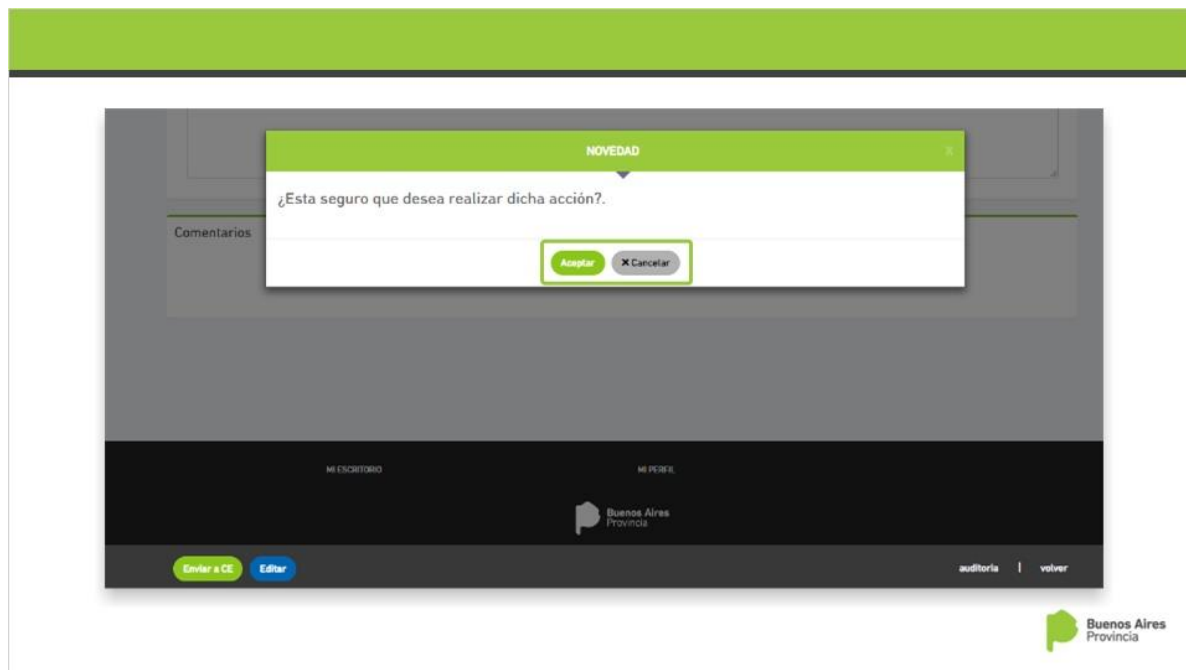 NOVEDAD
X
¿Esta seguro que desea realizar dicha acción?.
Comentarios
Aceptar
X Cancelar
MI ESCRITORIO
MI PERFIL
Buenos Aires
Provincia
Enviar a CE
Editar
auditoria | volver
Buenos Aires
Provincia